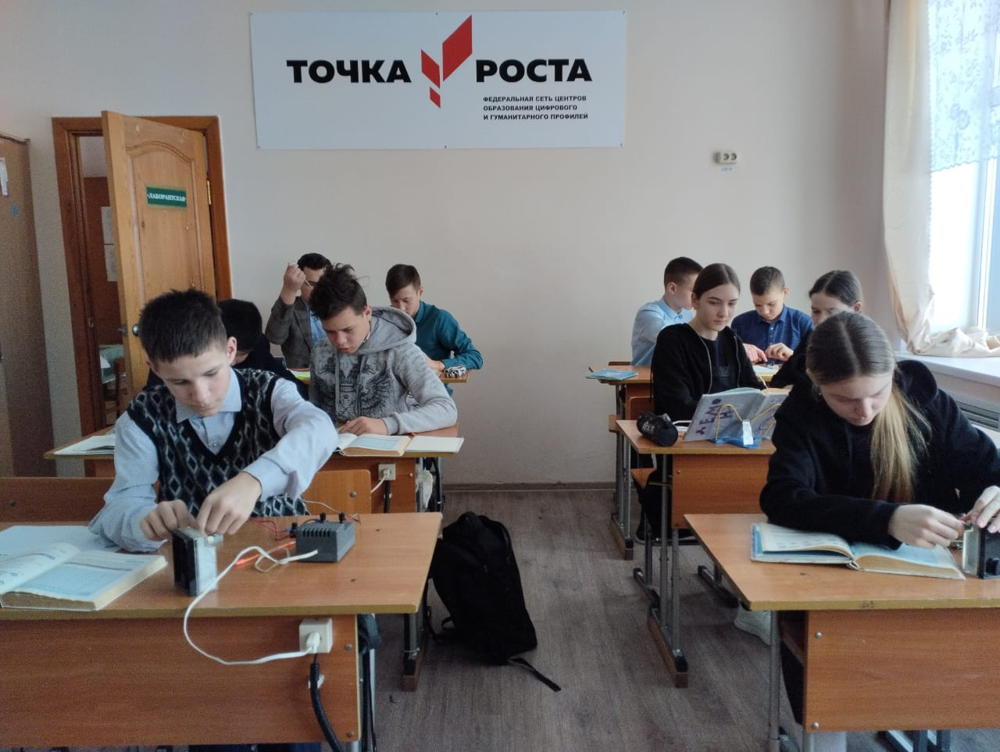 ТОЧКА РОСТА
ФЕДЕРАЛЬНАЯ СЕТЬ ЦЕНТРОВ
ОБРАЗОВАНИЯ ЦИФРОВОГО
И ГУМАНИТАРНОГО ПРОФИЛЕЙ
ЛАБОРАНТСКАЯ